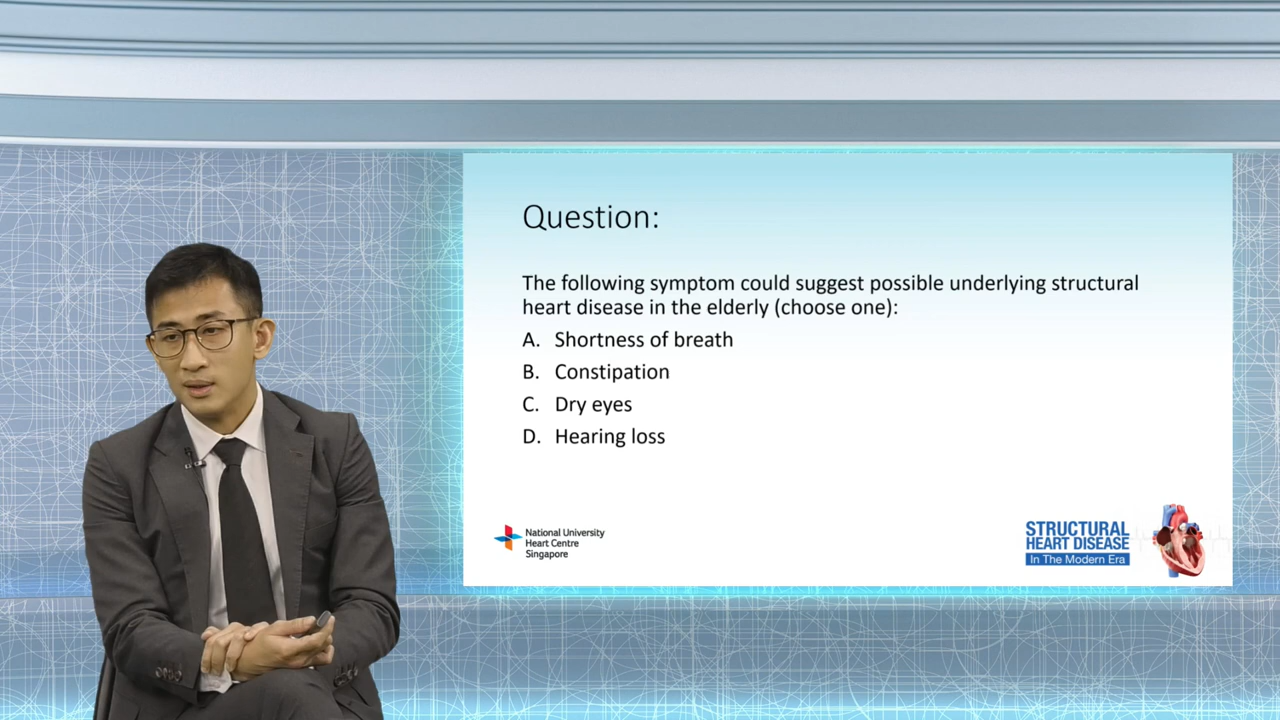 Question:
The following symptom could suggest possible underlying structural
heart disease in the elderly (choose one):
A. Shortness of breath
B. Constipation
C. Dry eyes
D. Hearing loss
National University
Heart Centre
Singapore
STRUCTURAL
HEART DISEASE
In The Modern Era